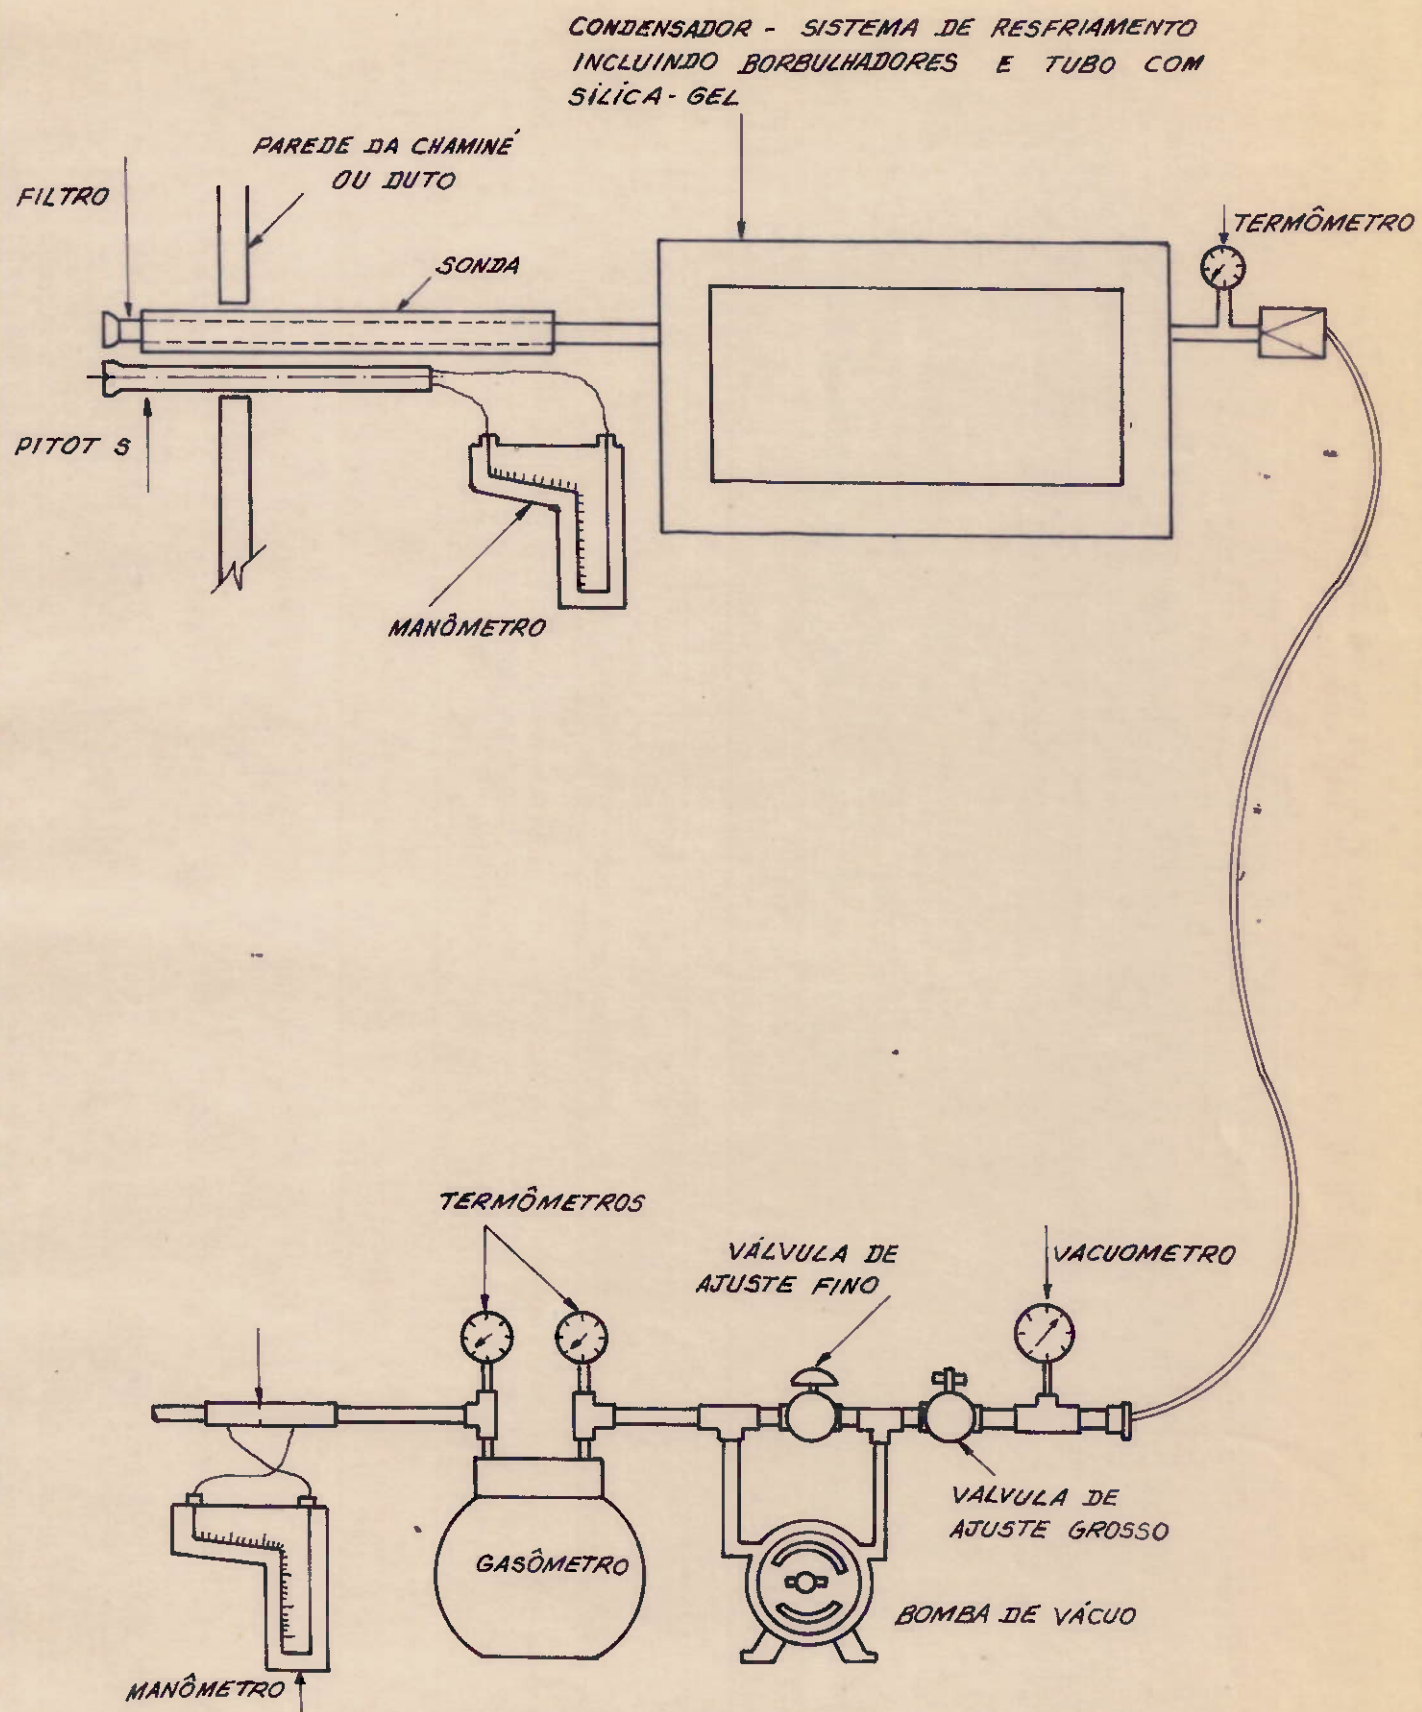 CONDENSADOR - SISTEMA DE RESFRIAMENTO
INCLUINDO BORBULHADORES E TUBO COM
SÍLICA-GEL
PAREDE DA CHAMINÉ
OU DUTO
FILTRO
TERMÔMETRO
SONDA
PITOT S
MANÔMETRO
TERMÔMETROS
VÁLVULA DE
AJUSTE FINO
VACUOMETRO
VALVULA DE
AJUSTE GROSSO
GASÔMETRO
BOMBA DE VÁCUO
MANÔMETRO